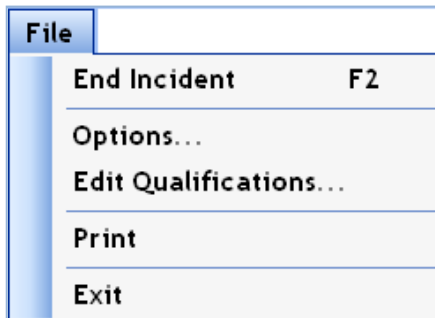 File
End Incident F2
Options...
Edit Qualifications...
Print
Exit